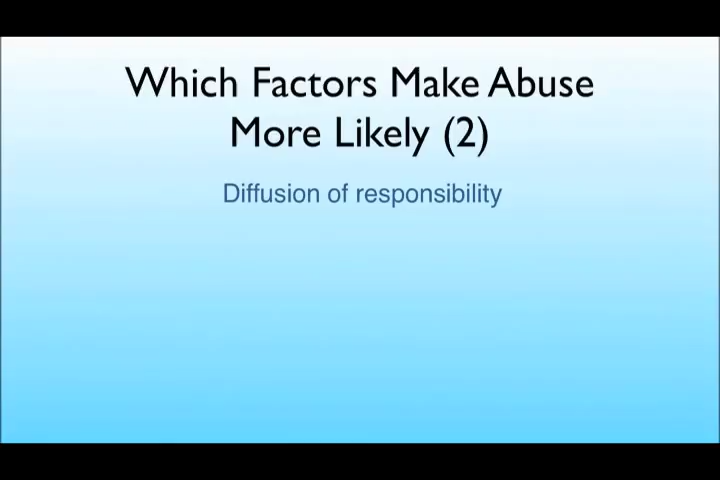 Which Factors Make Abuse
More Likely (2)
Diffusion of responsibility